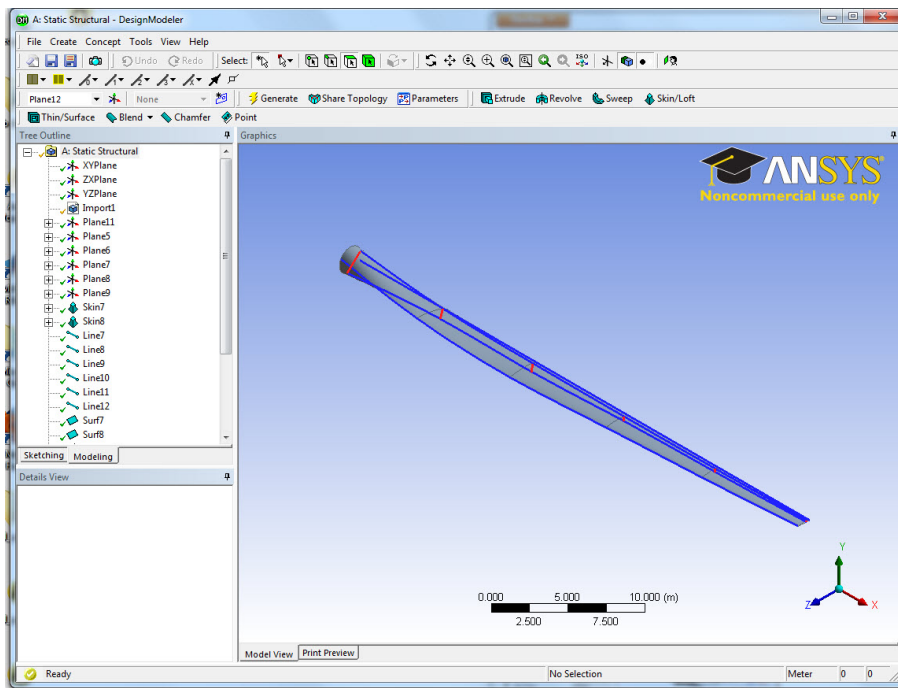 A: Static Structural - DesignModeler
File Create Concept Tools View Help
Undo Redo Select: ISO
Plane12 None Generate Share Topology Parameters Extrude Revolve Sweep Skin/Loft
Thin/Surface Blend Chamfer Point
Tree Outline
Graphics
A: Static Structural
XYPlane
ZXPlane
YZPlane
Import1
Plane11
Plane5
Plane6
Plane7
Plane8
Plane9
Skin7
Skin8
Line7
Line8
Line9
Line10
Line11
Line12
Surf7
Surf8
Sketching Modeling
Details View
ANSYS
Noncommercial use only
0.000 5.000 10.000 (m)
2.500 7.500
Y
Z X
Model View Print Preview
Ready No Selection Meter 0 0